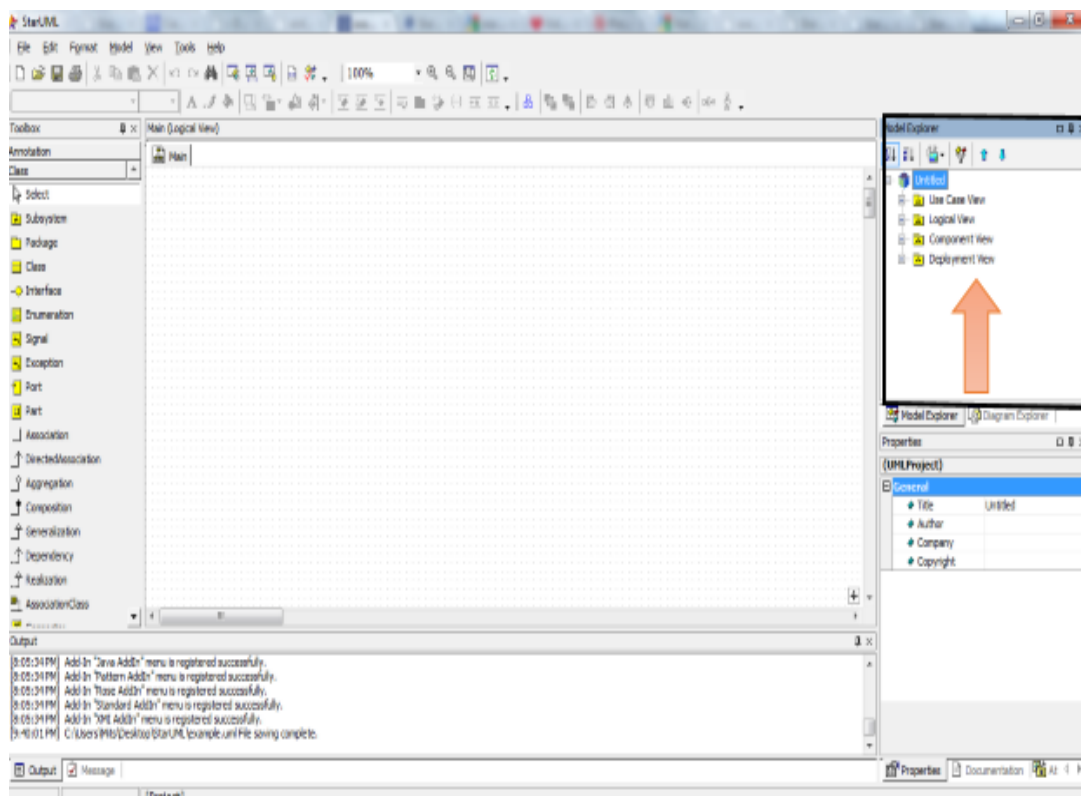 StarUML
File Edit Format Model View Tools Help
100%
Toolbox
Annotation
Class
Select
Subsystem
Package
Class
Interface
Enumeration
Signal
Exception
Port
Part
Association
DirectedAssociation
Aggregation
Composition
Generalization
Dependency
Realization
AssociationClass
Main (Logical View)
Main
Model Explorer
Untitled
Use Case View
Logical View
Component View
Deployment View
Model Explorer Diagram Explorer
Properties
(UMLProject)
General
Title Untitled
Author
Company
Copyright
Output
[8:05:34 PM] Add-In "Java AddIn" menu is registered successfully.
[8:05:34 PM] Add-In "Pattern AddIn" menu is registered successfully.
[8:05:34 PM] Add-In "Rose AddIn" menu is registered successfully.
[8:05:34 PM] Add-In "Standard AddIn" menu is registered successfully.
[8:05:34 PM] Add-In "XMI AddIn" menu is registered successfully.
[9:40:01 PM] C:\Users\Mits\Desktop\StarUML\example.uml File saving complete.
Output Message
Properties Documentation At